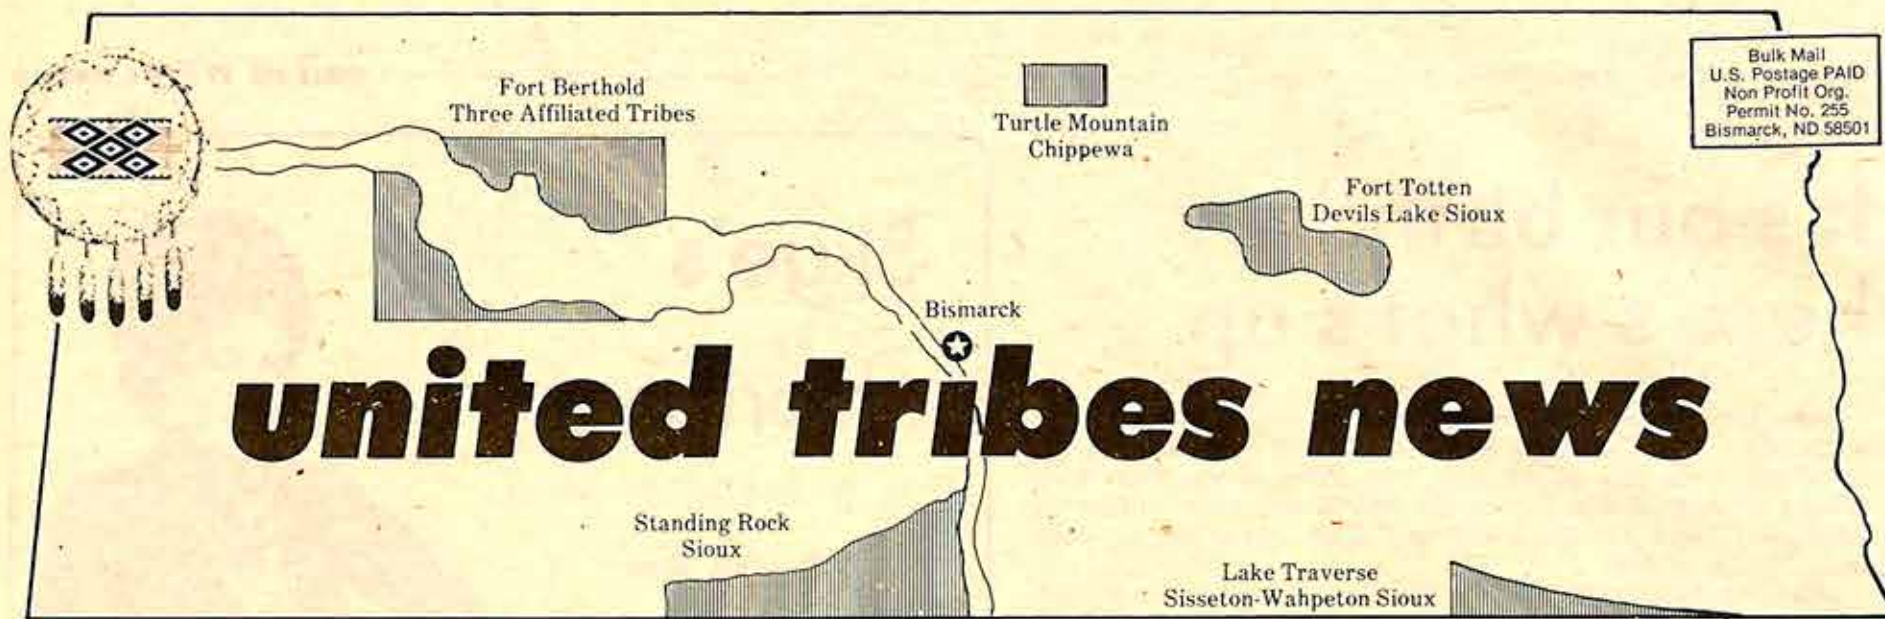 Fort Berthold
Three Affiliated Tribes
Turtle Mountain
Chippewa
Bulk Mail
U.S. Postage PAID
Non Profit Org.
Permit No. 255
Bismarck, ND 58501
Fort Totten
Devils Lake Sioux
Bismarck
united tribes news
Standing Rock
Sioux
Lake Traverse
Sisseton-Wahpeton Sioux